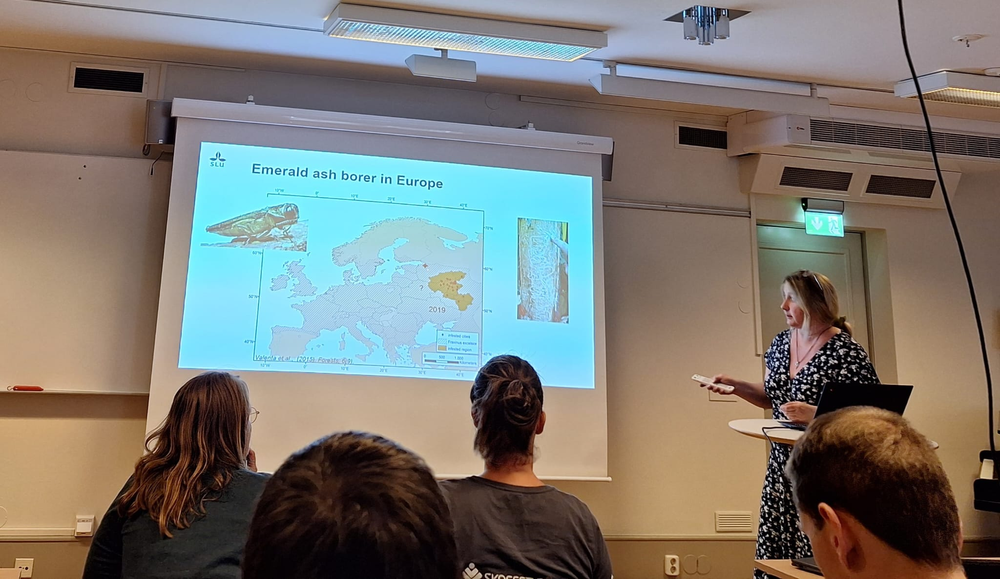 Grandview
SLU
Emerald ash borer in Europe
10°W 0° 10°E 20°E 30°E 40°E
70°N
60°N 60°N
?
50°N 50°N
2019
infested cities
Fraxinus excelsior
infested region
40°N 40°N
0 500 1.000
Kilometers
Valenta et al., (2015), Forests, 6(9),
10°W 0° 10°E 20°E 30°E 40°E